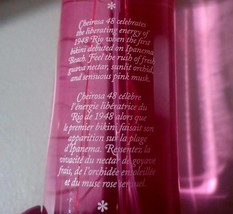 Cheirosa 48 celebrates
the liberating energy of
1948 Rio when the first
bikini debuted on Ipanema
Beach. Feel the rush of fresh
guava nectar, sunlit orchid,
and sensuous pink musk.
Cheirosa 48 célèbre
l'énergie libératrice du
Rio de 1948 alors que
le premier bikini faisait son
apparition sur la plage
d'Ipanema. Ressentez la
vivacité du nectar de goyave
frais, de l'orchidée ensoleillée
et du musc rose sensuel.